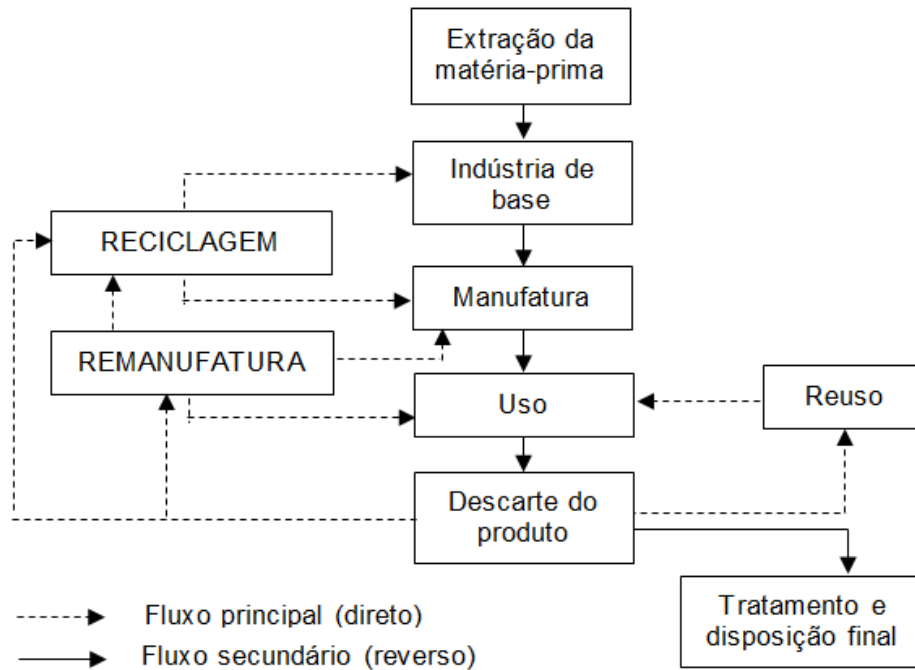 Extração da
matéria-prima
Indústria de
base
RECICLAGEM
Manufatura
REMANUFATURA
Uso
Reuso
Descarte do
produto
Tratamento e
disposição final
Fluxo principal (direto)
Fluxo secundário (reverso)